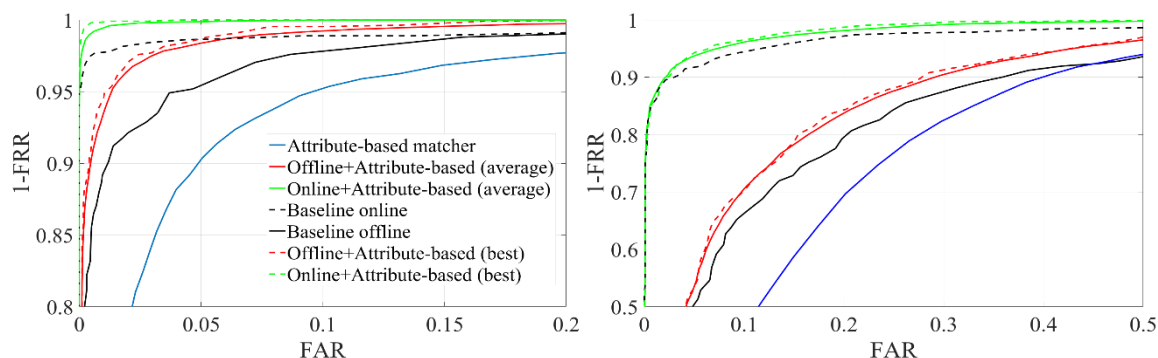 1
0.95
0.9
0.85
0.8
1-FRR
0
0.05
0.1
0.15
0.2
FAR
Attribute-based matcher
Offline+Attribute-based (average)
Online+Attribute-based (average)
Baseline online
Baseline offline
Offline+Attribute-based (best)
Online+Attribute-based (best)
1
0.9
0.8
0.7
0.6
0.5
1-FRR
0
0.1
0.2
0.3
0.4
0.5
FAR